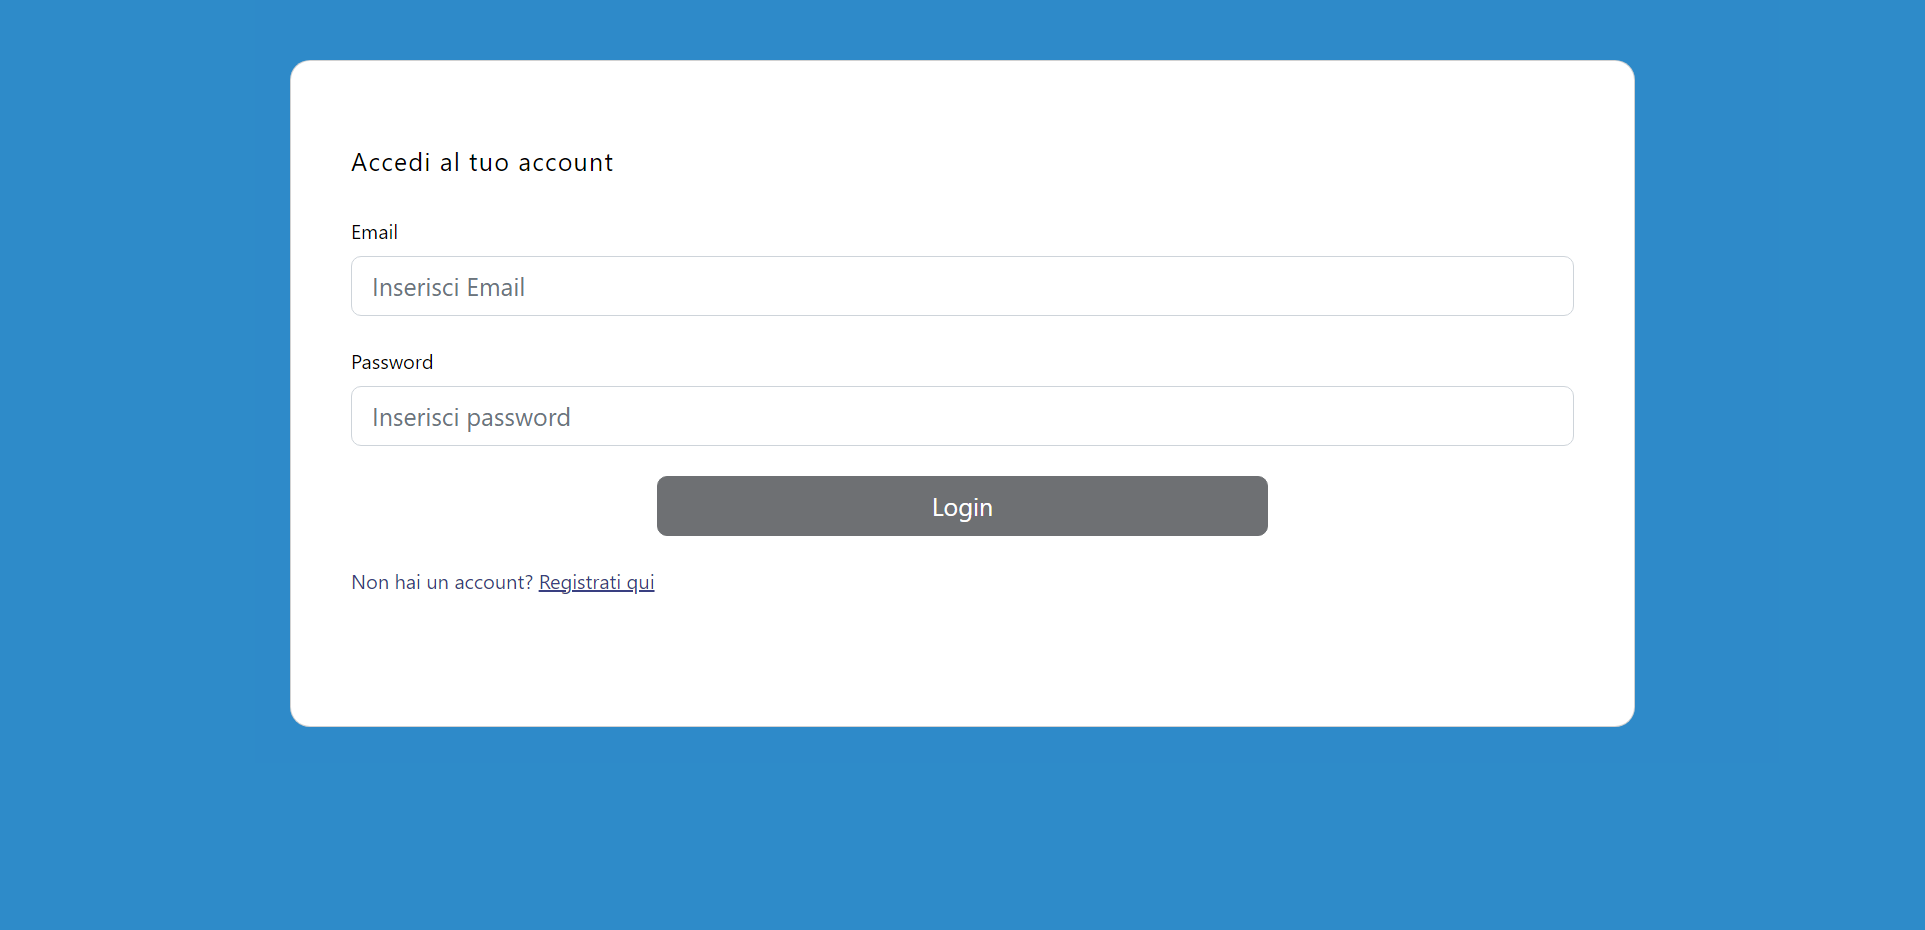 Accedi al tuo account
Email
Inserisci Email
Password
Inserisci password
Login
Non hai un account? Registrati qui